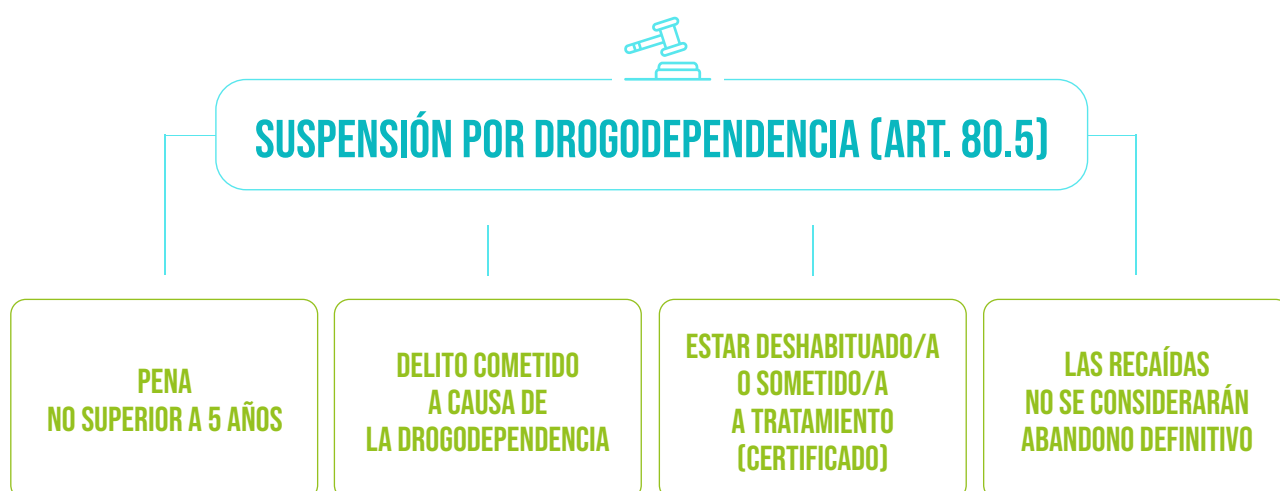 SUSPENSIÓN POR DROGODEPENDENCIA (ART. 80.5)
PENA
NO SUPERIOR A 5 AÑOS
DELITO COMETIDO
A CAUSA DE
LA DROGODEPENDENCIA
ESTAR DESHABITUADO/A
O SOMETIDO/A
A TRATAMIENTO
(CERTIFICADO)
LAS RECAÍDAS
NO SE CONSIDERARÁN
ABANDONO DEFINITIVO